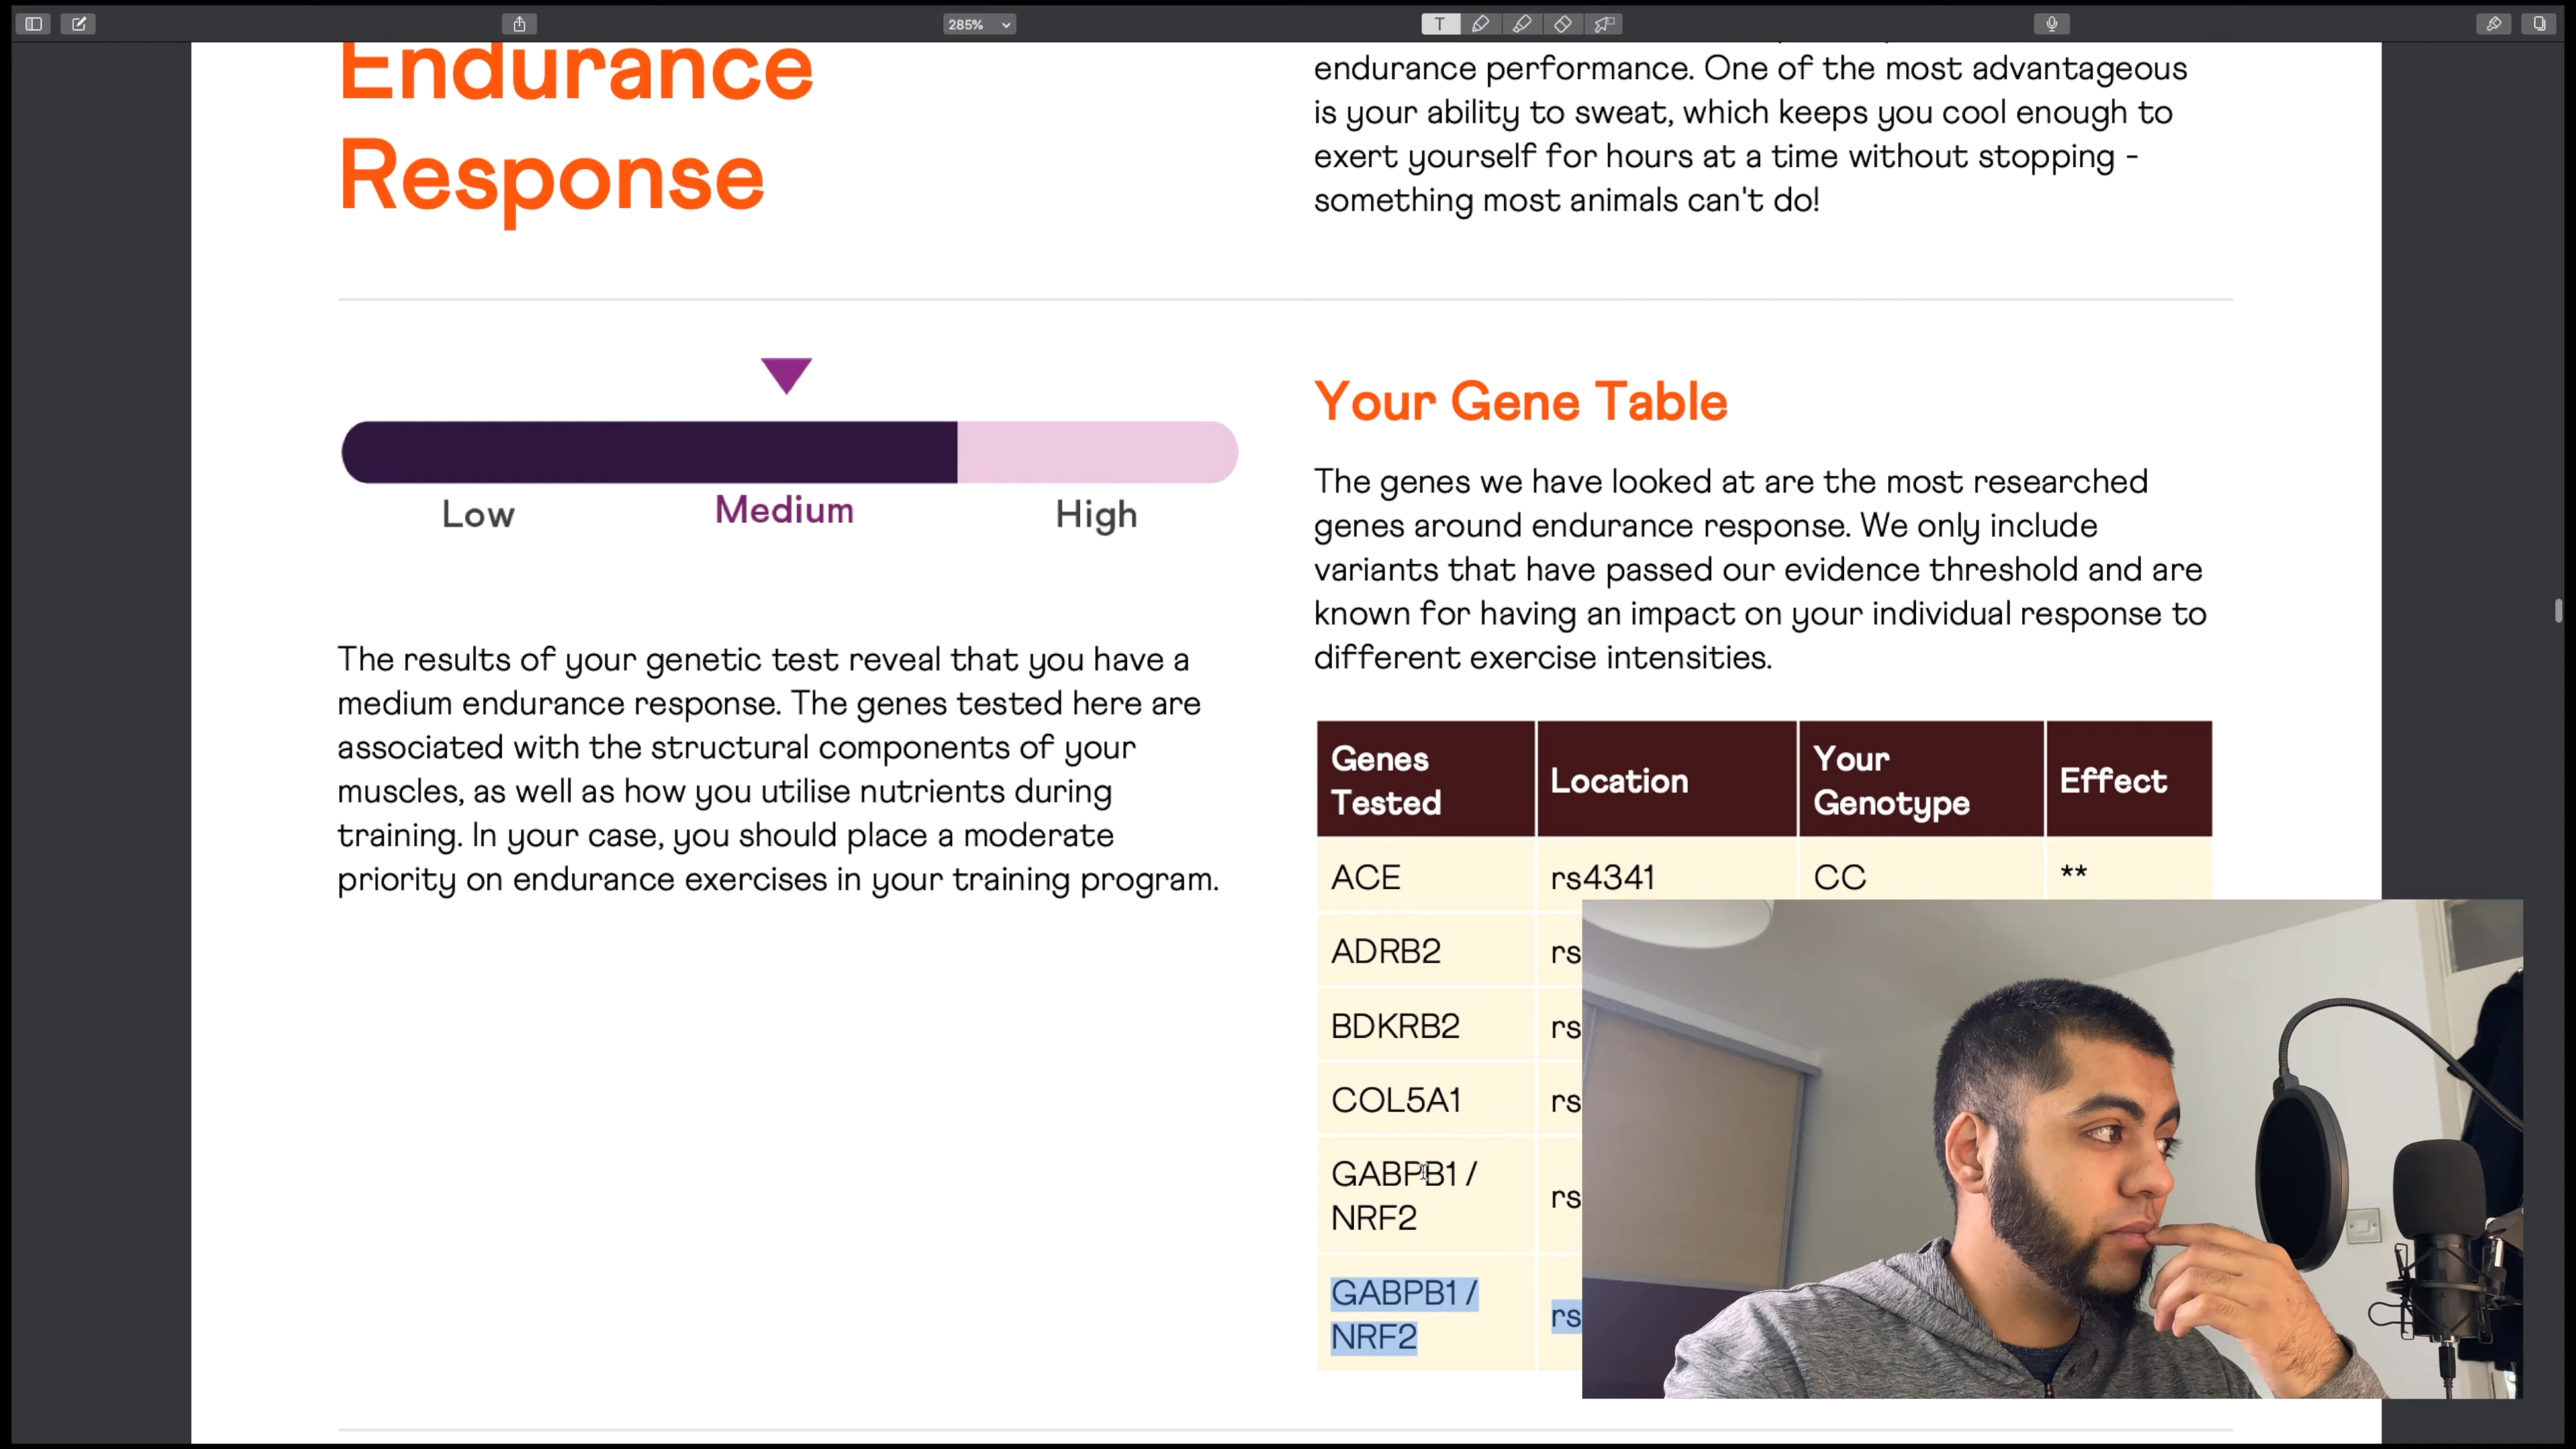 285%
T
Endurance
Response
endurance performance. One of the most advantageous
is your ability to sweat, which keeps you cool enough to
exert yourself for hours at a time without stopping -
something most animals can't do!
Low
Medium
High
The results of your genetic test reveal that you have a
medium endurance response. The genes tested here are
associated with the structural components of your
muscles, as well as how you utilise nutrients during
training. In your case, you should place a moderate
priority on endurance exercises in your training program.
Your Gene Table
The genes we have looked at are the most researched
genes around endurance response. We only include
variants that have passed our evidence threshold and are
known for having an impact on your individual response to
different exercise intensities.
Genes
Tested
Location
Your
Genotype
Effect
ACE rs4341 CC **
ADRB2 rs
BDKRB2 rs
COL5A1 rs
GABPB1 /
NRF2
rs
GABPB1 /
NRF2
rs